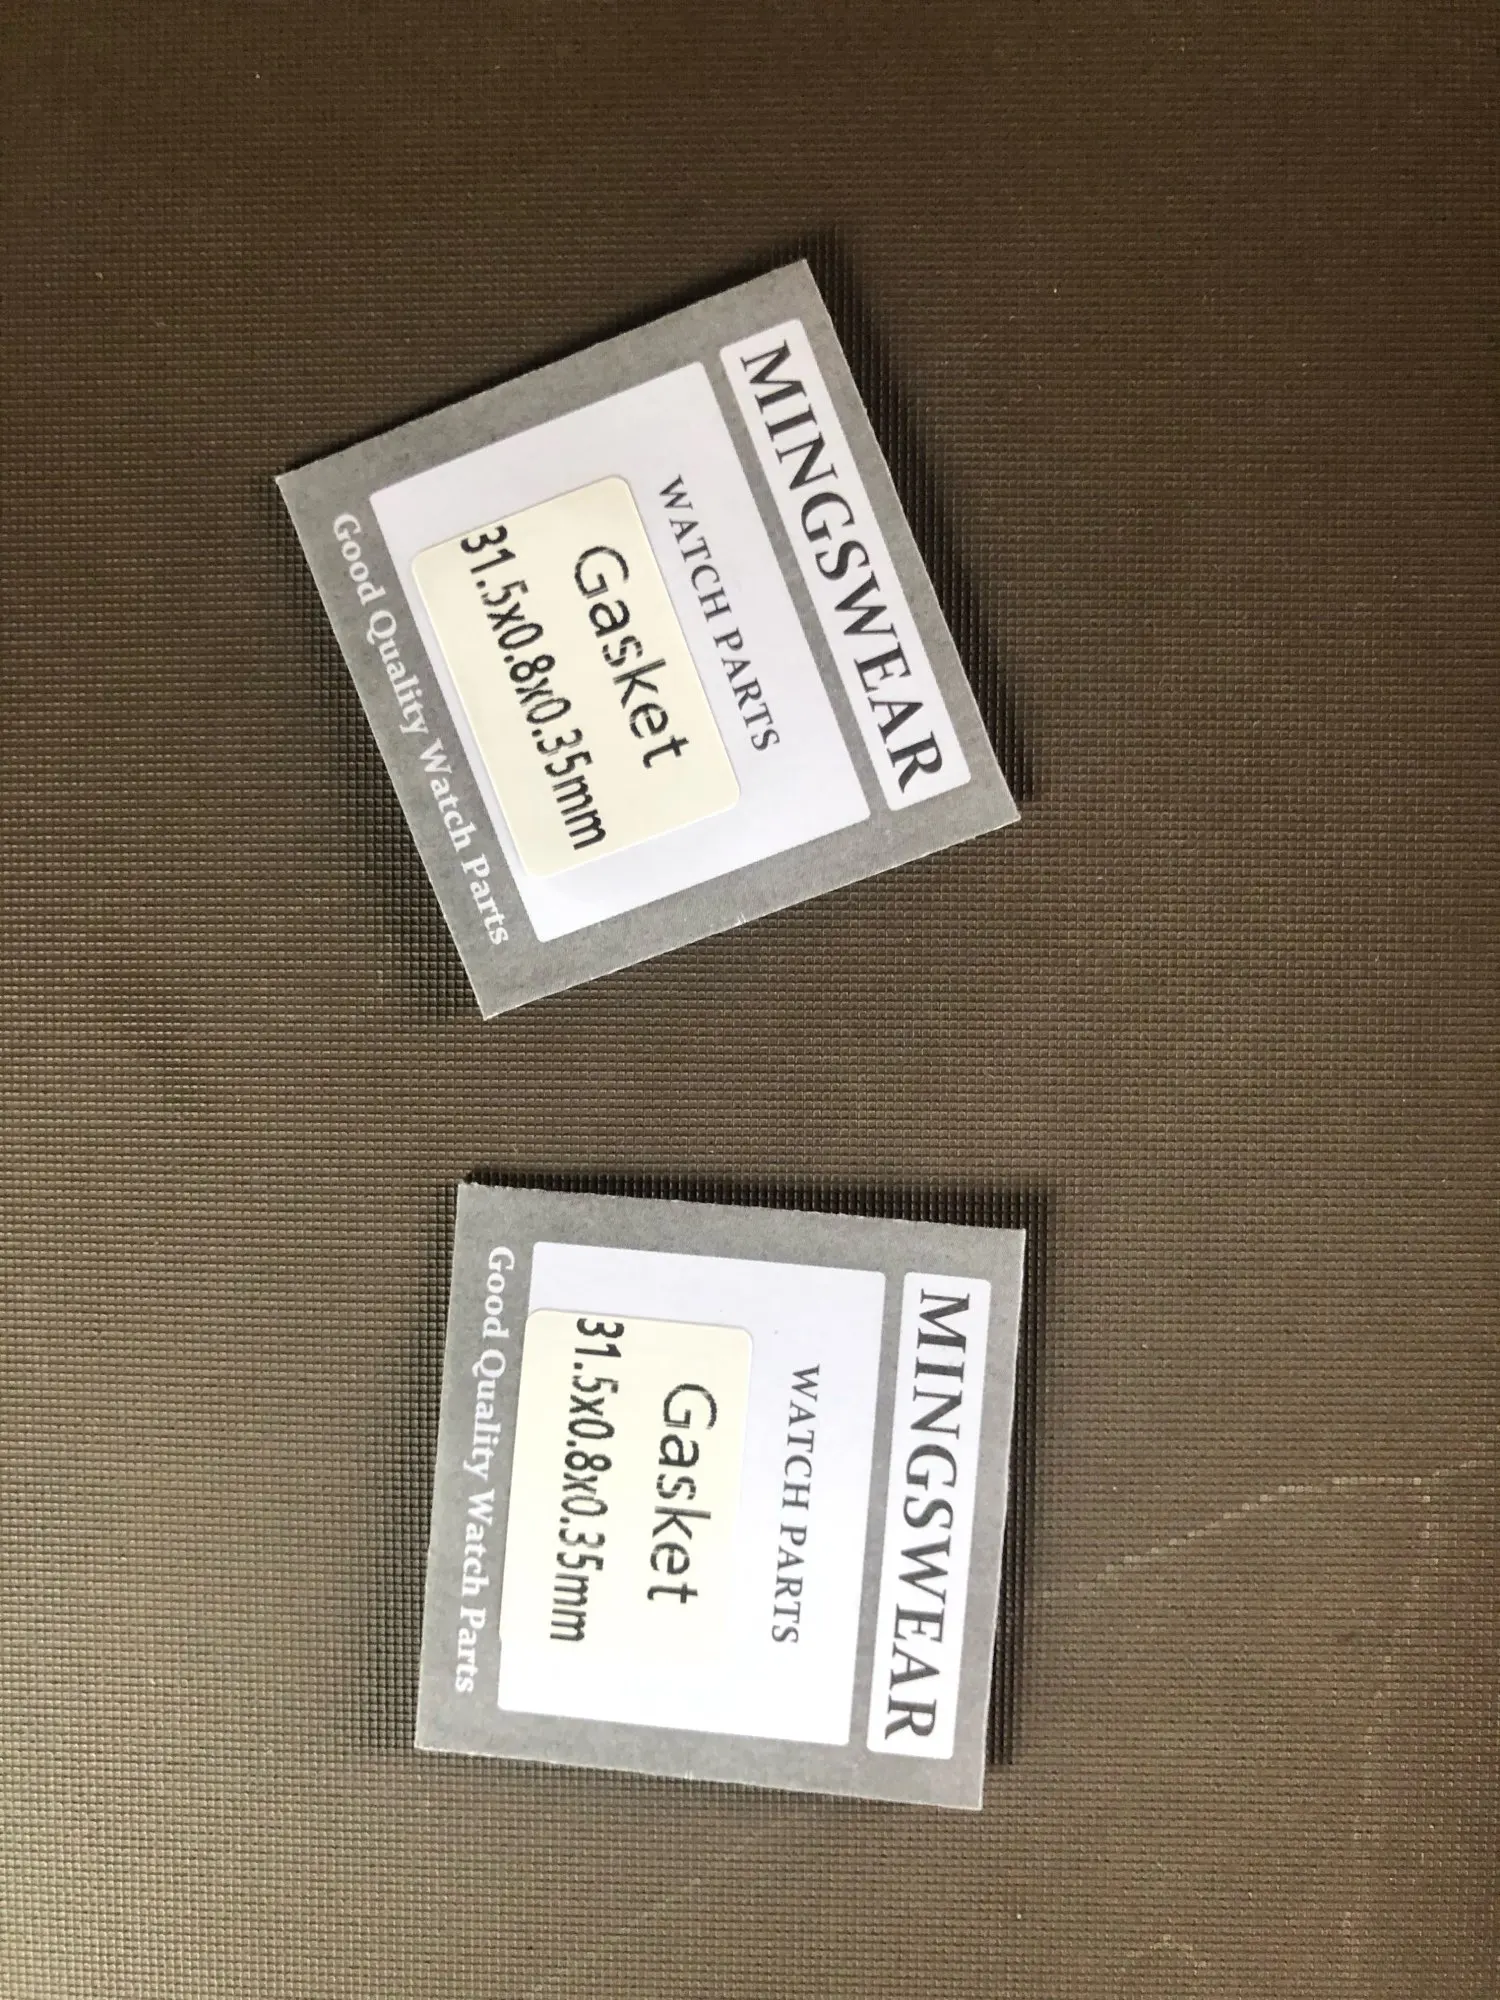 MINGSWEAR
WATCH PARTS
Gasket
31.5x0.8x0.35mm
Good Quality Watch Parts
MINGSWEAR
WATCH PARTS
Gasket
31.5x0.8x0.35mm
Good Quality Watch Parts